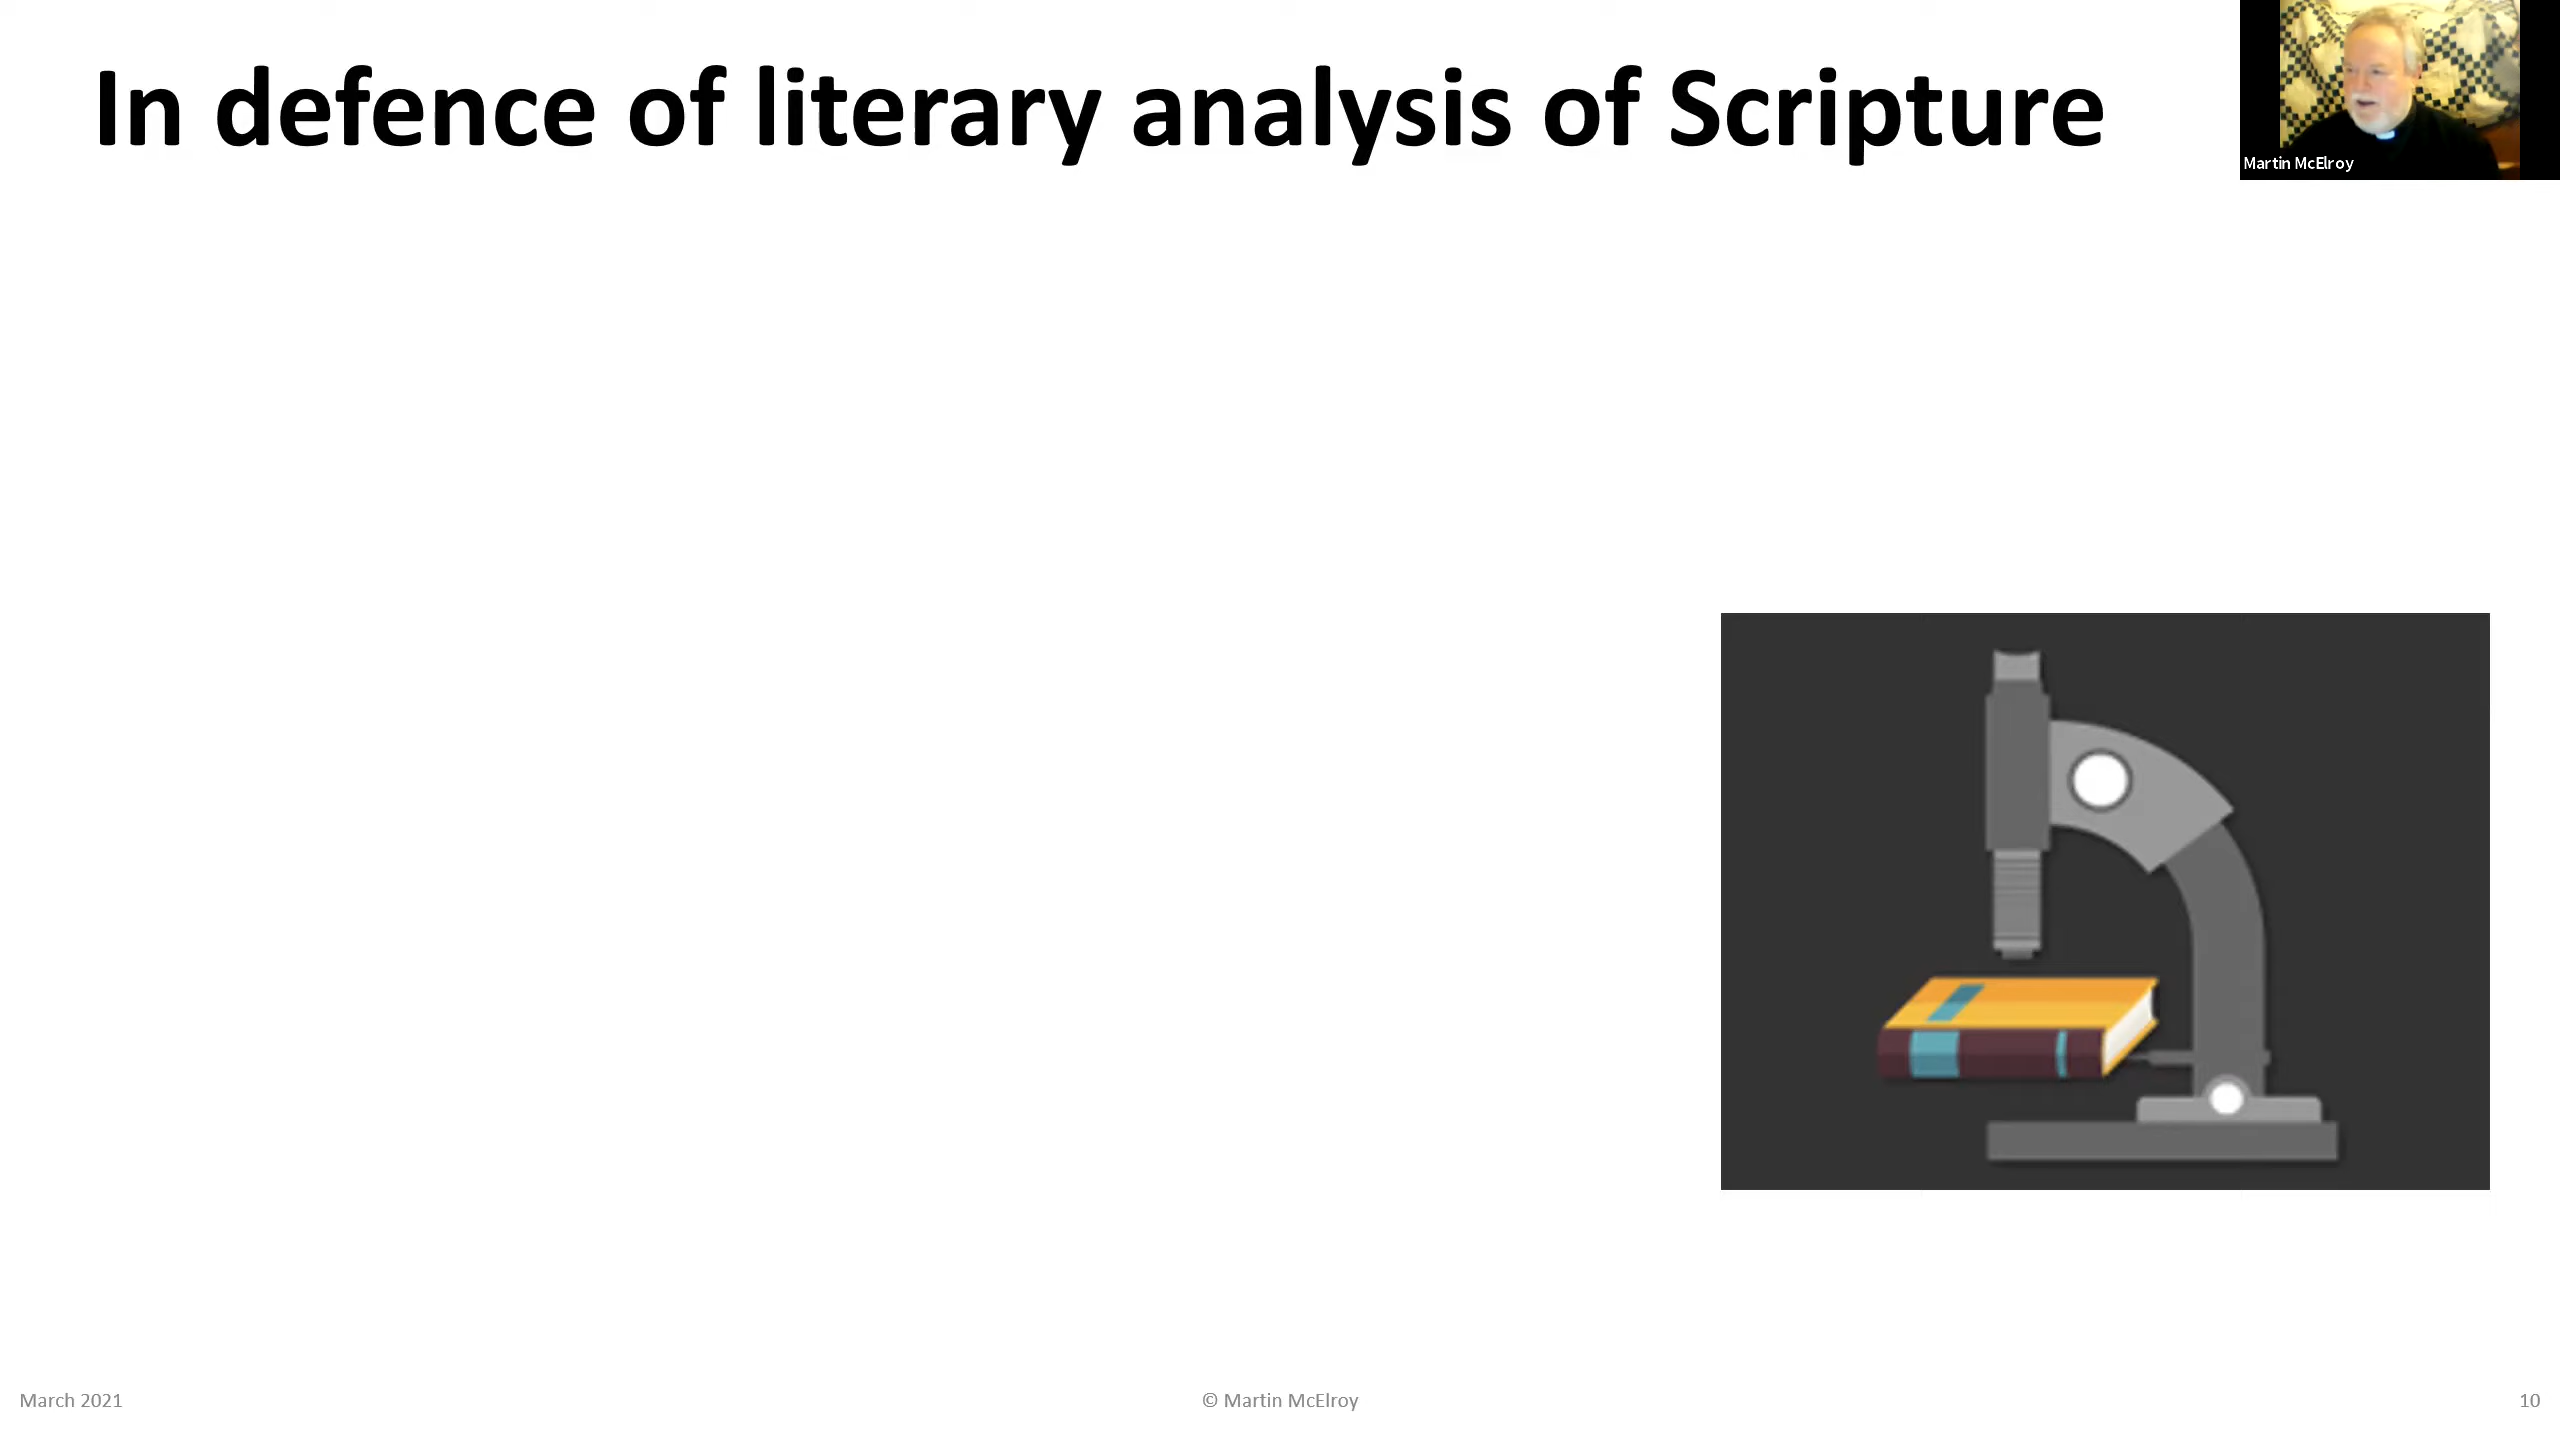 In defence of literary analysis of Scripture
Martin McElroy
March 2021
© Martin McElroy
10